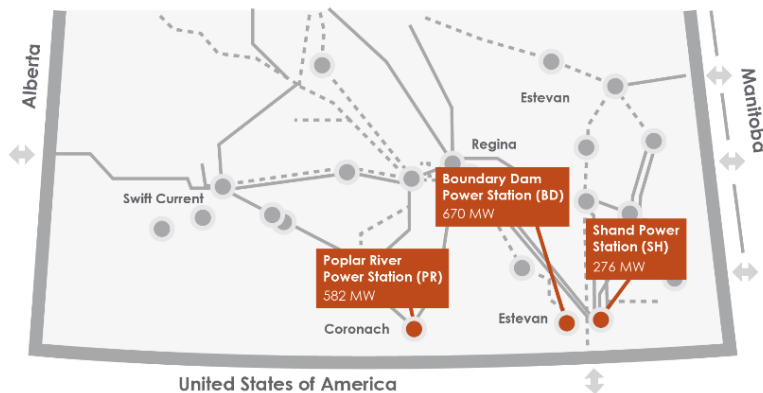 Alberta
Manitoba
Estevan
Regina
Boundary Dam
Power Station (BD)
670 MW
Swift Current
Shand Power
Station (SH)
276 MW
Poplar River
Power Station (PR)
582 MW
Coronach
Estevan
United States of America